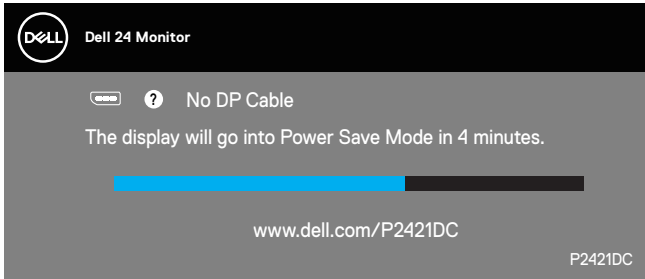 DELL
Dell 24 Monitor
? No DP Cable
The display will go into Power Save Mode in 4 minutes.
www.dell.com/P2421DC
P2421DC